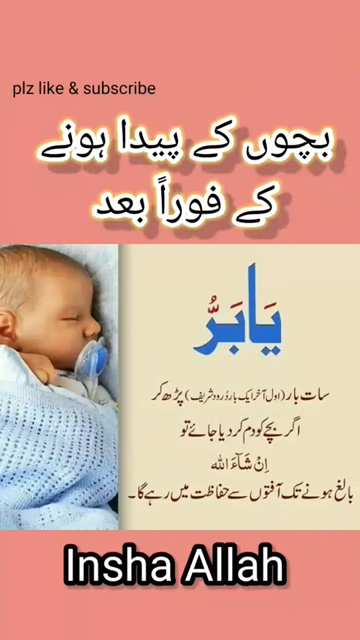 plz like & subscribe
بچوں کے پیدا ہونے
کے فوراً بعد
یَا بَرُّ
سات بار (اول آخر ایک بار دُرود شریف) پڑھ کر
اگر بچے کو دم کر دیا جائے تو
اِنْ شَآءَ اللہ
بالغ ہونے تک آفتوں سے حفاظت میں رہے گا۔
Insha Allah